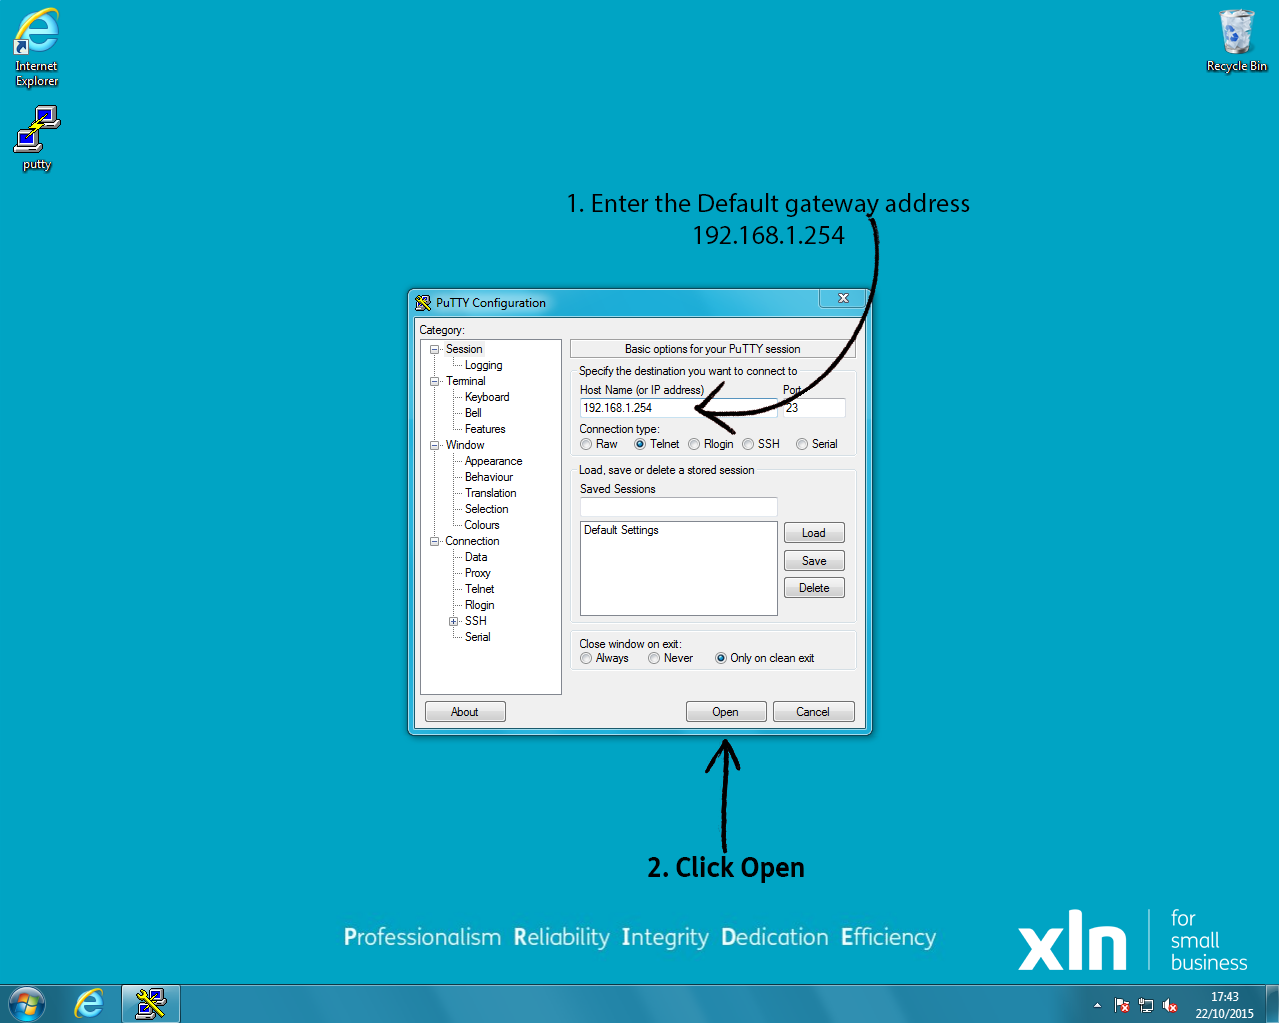 Internet
Explorer
Recycle Bin
putty
1. Enter the Default gateway address
192.168.1.254
PuTTY Configuration
Category:
Session
Logging
Terminal
Keyboard
Bell
Features
Window
Appearance
Behaviour
Translation
Selection
Colours
Connection
Data
Proxy
Telnet
Rlogin
SSH
Serial
Basic options for your PuTTY session
Specify the destination you want to connect to
Host Name (or IP address) Port
192.168.1.254 23
Connection type:
Raw Telnet Rlogin SSH Serial
Load, save or delete a stored session
Saved Sessions
Default Settings
Load
Save
Delete
Close window on exit:
Always Never Only on clean exit
About Open Cancel
2. Click Open
Professionalism Reliability Integrity Dedication Efficiency
xln
for
small
business
17:43
22/10/2015